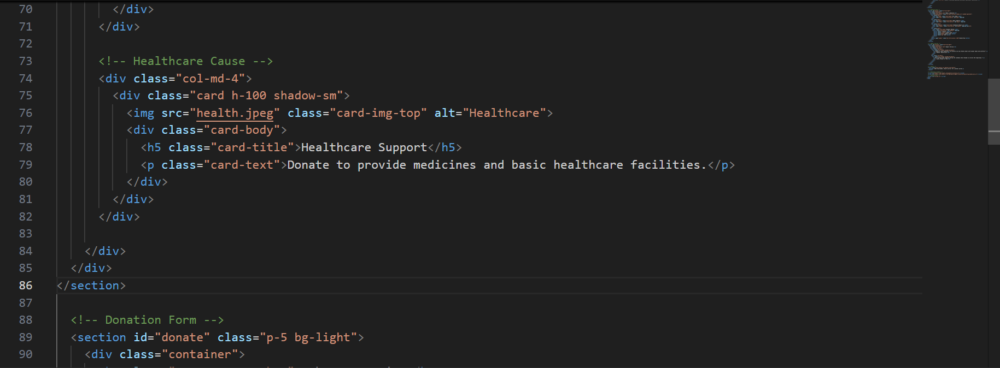 70 </div>
71 </div>
72
73 <!-- Healthcare Cause -->
74 <div class="col-md-4">
75 <div class="card h-100 shadow-sm">
76 <img src="health.jpeg" class="card-img-top" alt="Healthcare">
77 <div class="card-body">
78 <h5 class="card-title">Healthcare Support</h5>
79 <p class="card-text">Donate to provide medicines and basic healthcare facilities.</p>
80 </div>
81 </div>
82 </div>
83
84 </div>
85 </div>
86 </section>
87
88 <!-- Donation Form -->
89 <section id="donate" class="p-5 bg-light">
90 <div class="container">